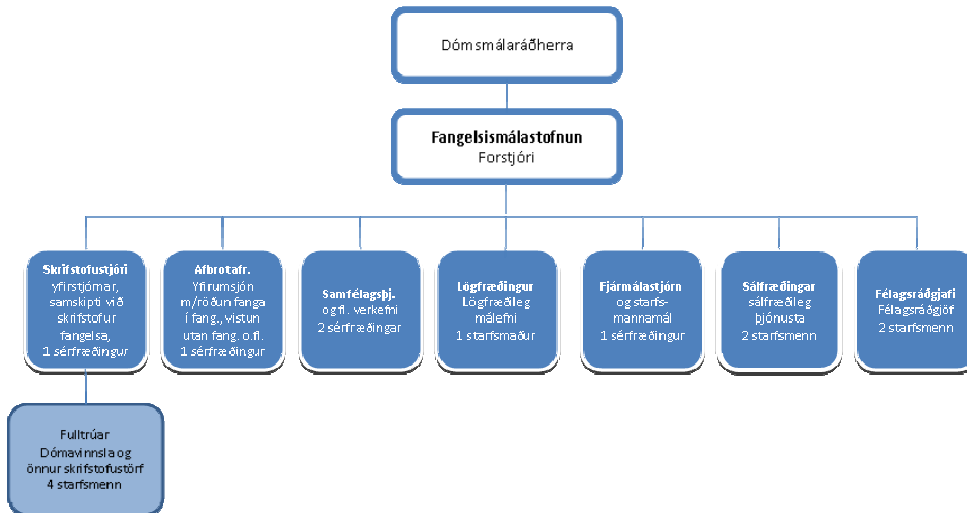 Dómsmálaráðherra
Fangelsismálastofnun
Forstjóri
Skrifstofustjóri
yfirstjórnar,
samskipti við
skrifstofur
fangelsa,
1 sérfræðingur
Afbrotafr.
Yfirumsjón
m/röðun fanga
í fang., vistun
utan fang. o.fl.
1 sérfræðingur
Samfélagsþj.
og fl. verkefni
2 sérfræðingar
Lögfræðingur
Lögfræðileg
málefni
1 starfsmaður
Fjármálastjórn
og starfs-
mannamál
1 sérfræðingur
Sálfræðingar
sálfræðileg
þjónusta
2 starfsmenn
Félagsráðgjafi
Félagsráðgjöf
2 starfsmenn
Fulltrúar
Dómavinnsla og
önnur skrifstofustörf
4 starfsmenn